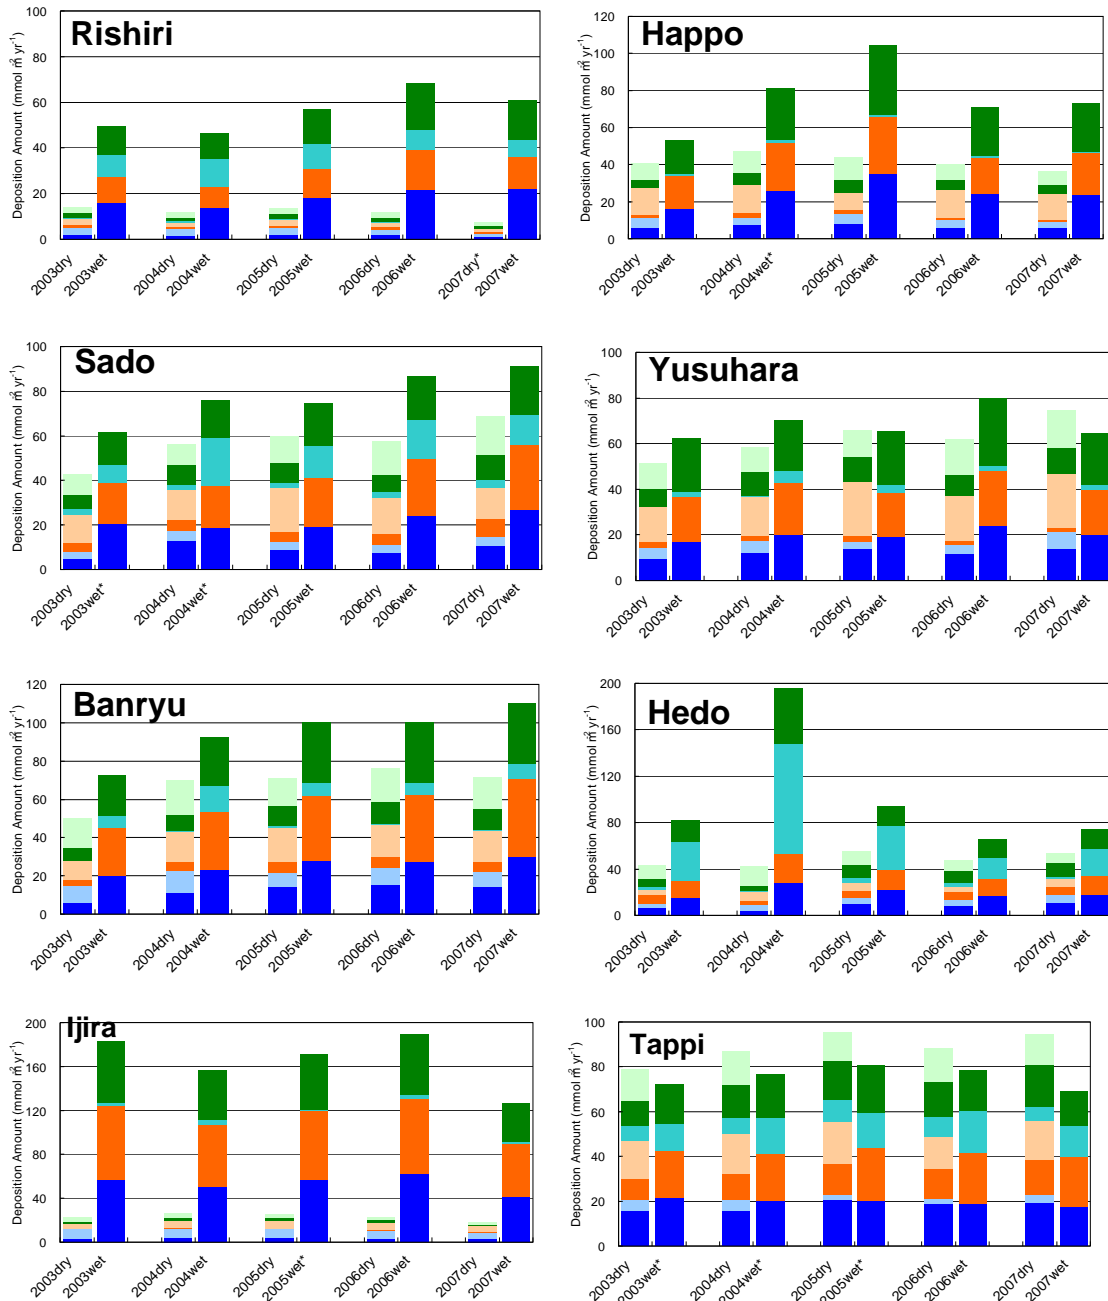 Rishiri
Deposition Amount (mmol m² yr⁻¹)
100
80
60
40
20
0
2003dry
2003wet
2004dry
2004wet
2005dry
2005wet
2006dry
2006wet
2007dry*
2007wet
Happo
Deposition Amount (mmol m² yr⁻¹)
120
100
80
60
40
20
0
2003dry
2003wet
2004dry
2004wet*
2005dry
2005wet
2006dry
2006wet
2007dry
2007wet
Sado
Deposition Amount (mmol m² yr⁻¹)
100
80
60
40
20
0
2003dry
2003wet*
2004dry
2004wet*
2005dry
2005wet
2006dry
2006wet
2007dry
2007wet
Yusuhara
Deposition Amount (mmol m² yr⁻¹)
100
80
60
40
20
0
2003dry
2003wet
2004dry
2004wet
2005dry
2005wet
2006dry
2006wet
2007dry
2007wet
Banryu
Deposition Amount (mmol m² yr⁻¹)
120
100
80
60
40
20
0
2003dry
2003wet
2004dry
2004wet
2005dry
2005wet
2006dry
2006wet
2007dry
2007wet
Hedo
Deposition Amount (mmol m² yr⁻¹)
200
160
120
80
40
0
2003dry
2003wet
2004dry
2004wet
2005dry
2005wet
2006dry
2006wet
2007dry
2007wet
Ijira
Deposition Amount (mmol m² yr⁻¹)
200
160
120
80
40
0
2003dry
2003wet
2004dry
2004wet
2005dry
2005wet*
2006dry
2006wet
2007dry
2007wet
Tappi
Deposition Amount (mmol m² yr⁻¹)
100
80
60
40
20
0
2003dry
2003wet*
2004dry
2004wet*
2005dry
2005wet*
2006dry
2006wet
2007dry
2007wet